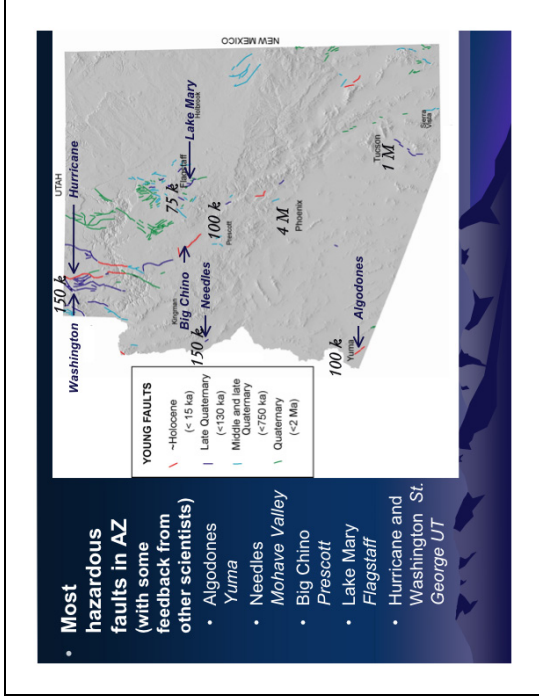 • Most
hazardous
faults in AZ
(with some
feedback from
other scientists)
• Algodones
Yuma
• Needles
Mohave Valley
• Big Chino
Prescott
• Lake Mary
Flagstaff
• Hurricane and
Washington St.
George UT
YOUNG FAULTS
~Holocene
(< 15 ka)
Late Quaternary
(<130 ka)
Middle and late
Quaternary
(<750 ka)
Quaternary
(<2 Ma)
UTAH
NEW MEXICO
Washington
150 k
Hurricane
Lake Mary
Holbrook
75 k
Flagstaff
Kingman
Big Chino
Needles
150 k
100 k
Prescott
4 M
Phoenix
100 k
Yuma
Algodones
Tucson
1 M
Sierra
Vista